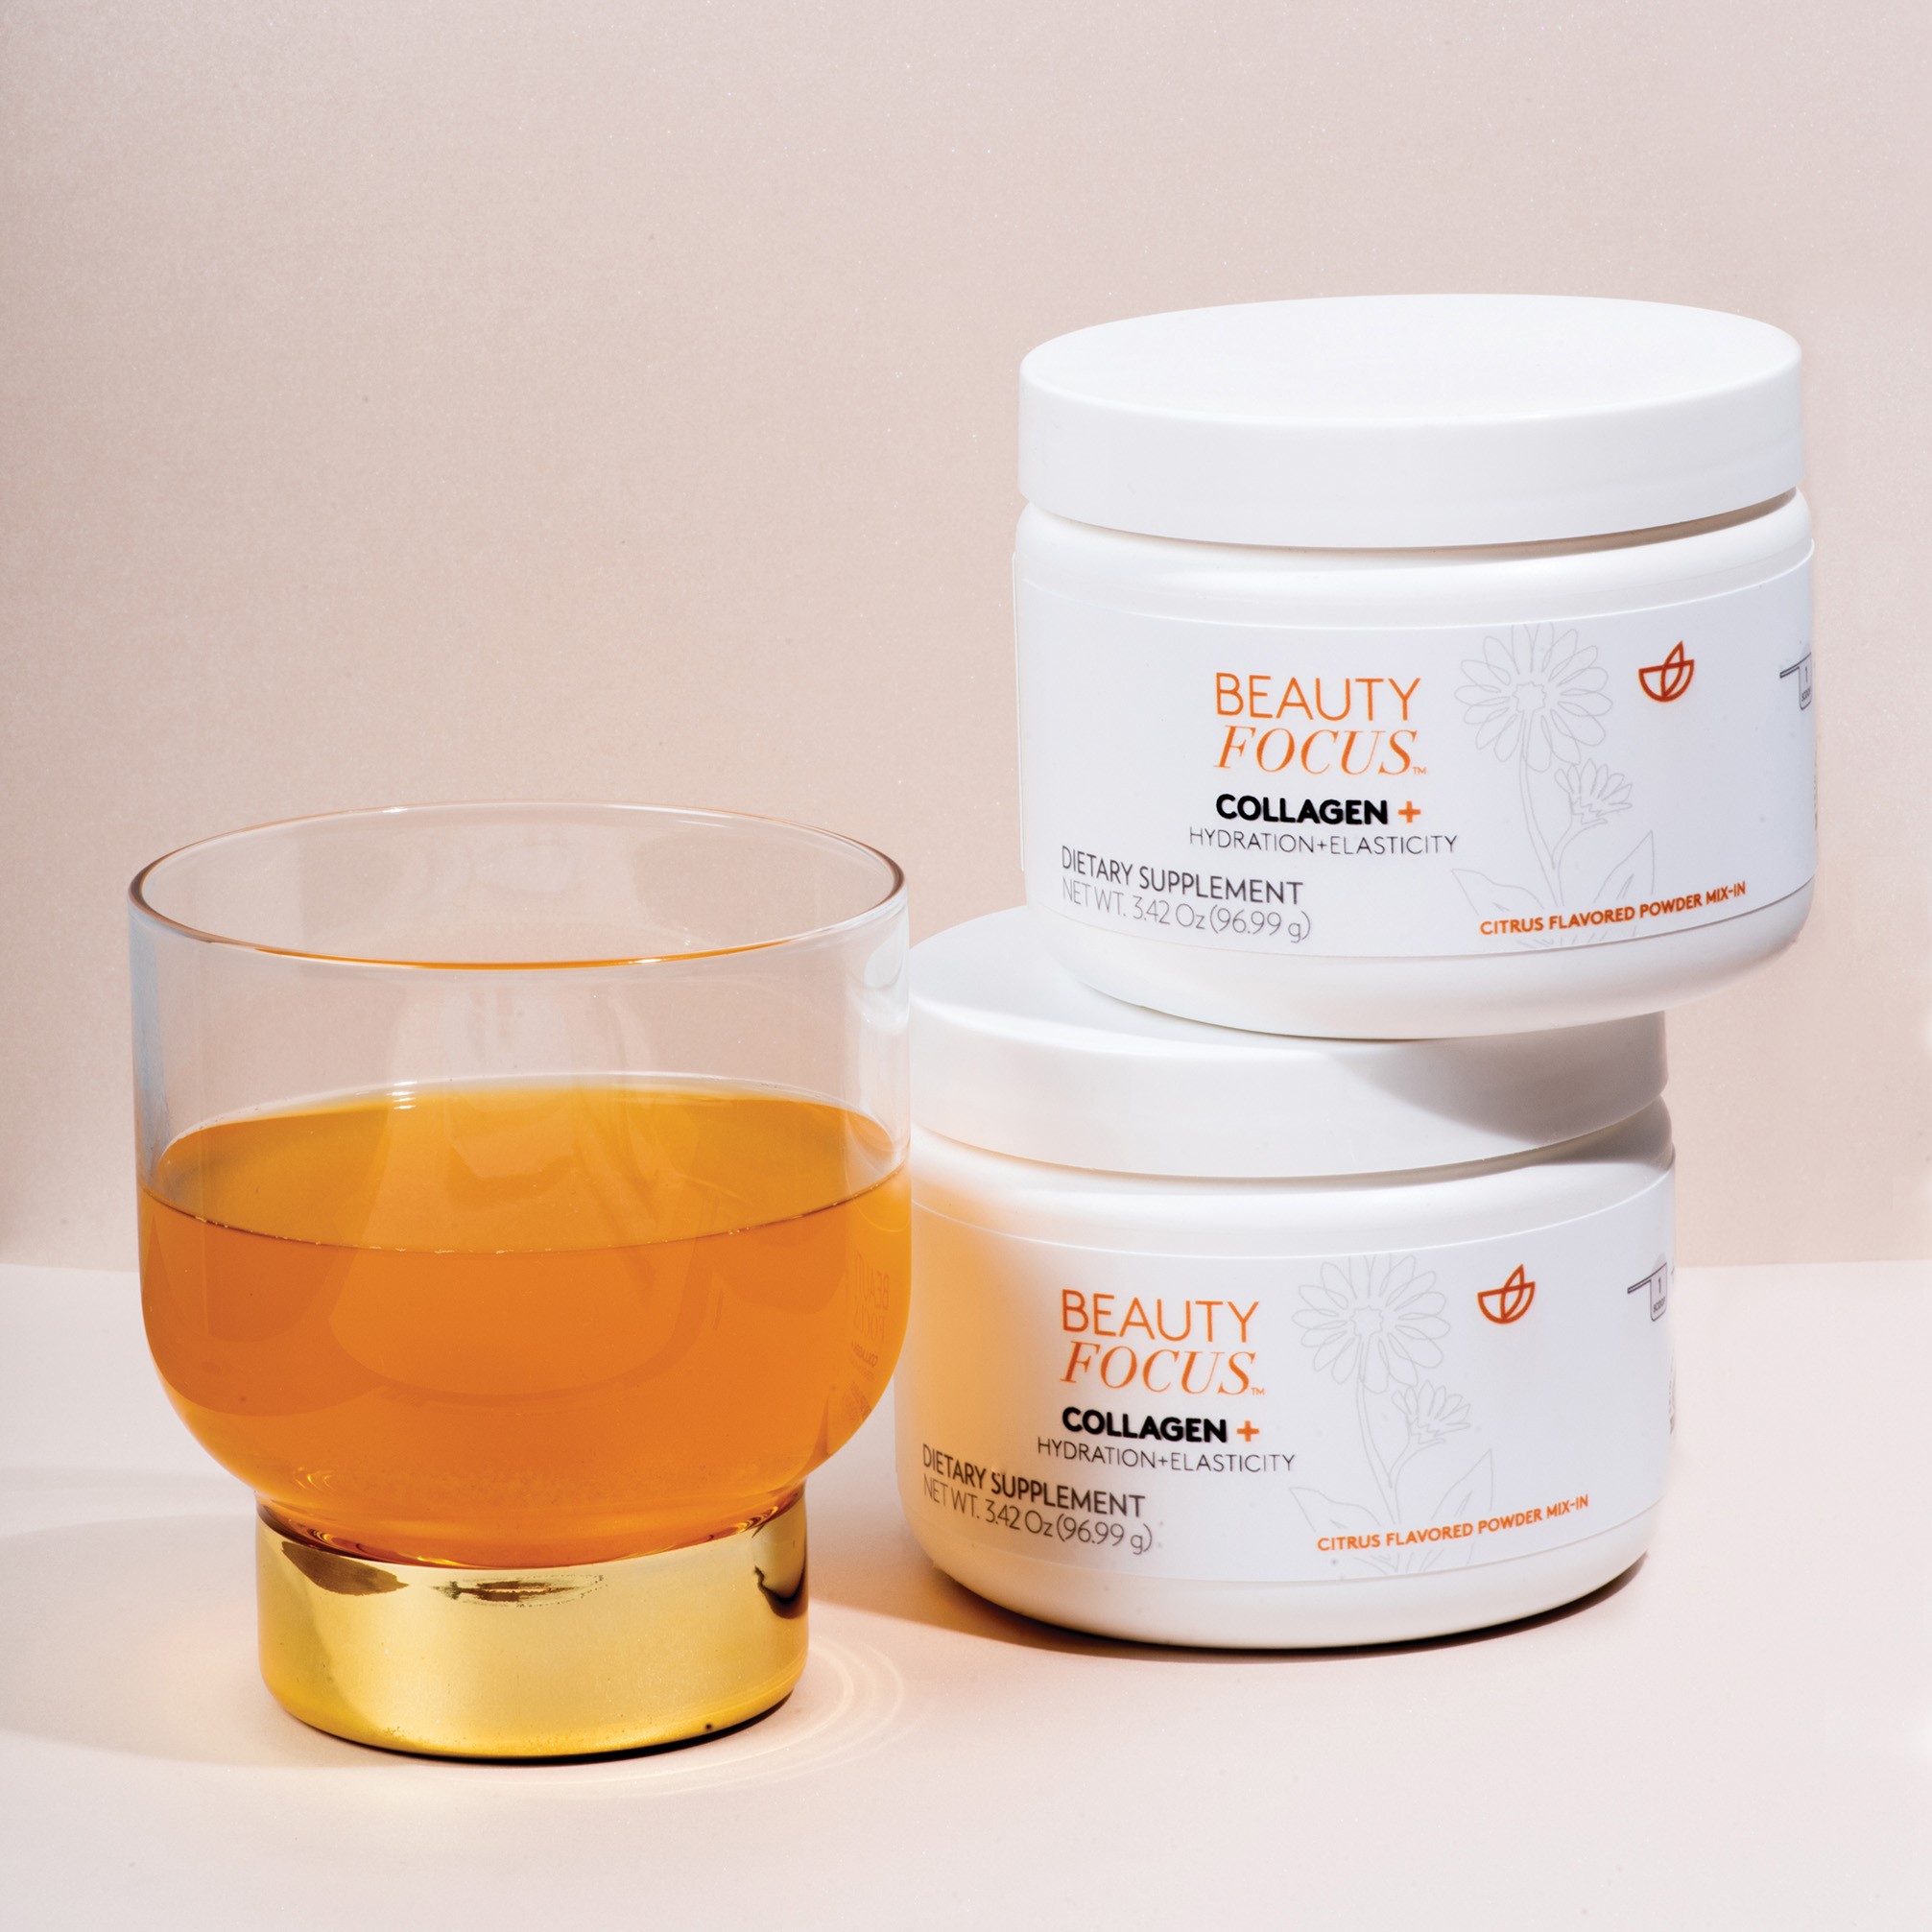 BEAUTY
FOCUS™
COLLAGEN +
HYDRATION+ELASTICITY
DIETARY SUPPLEMENT
NET WT. 3.42 Oz (96.99 g)
CITRUS FLAVORED POWDER MIX-IN
BEAUTY
FOCUS™
COLLAGEN +
HYDRATION+ELASTICITY
DIETARY SUPPLEMENT
NET WT. 3.42 Oz (96.99 g)
CITRUS FLAVORED POWDER MIX-IN
1
SCOOP